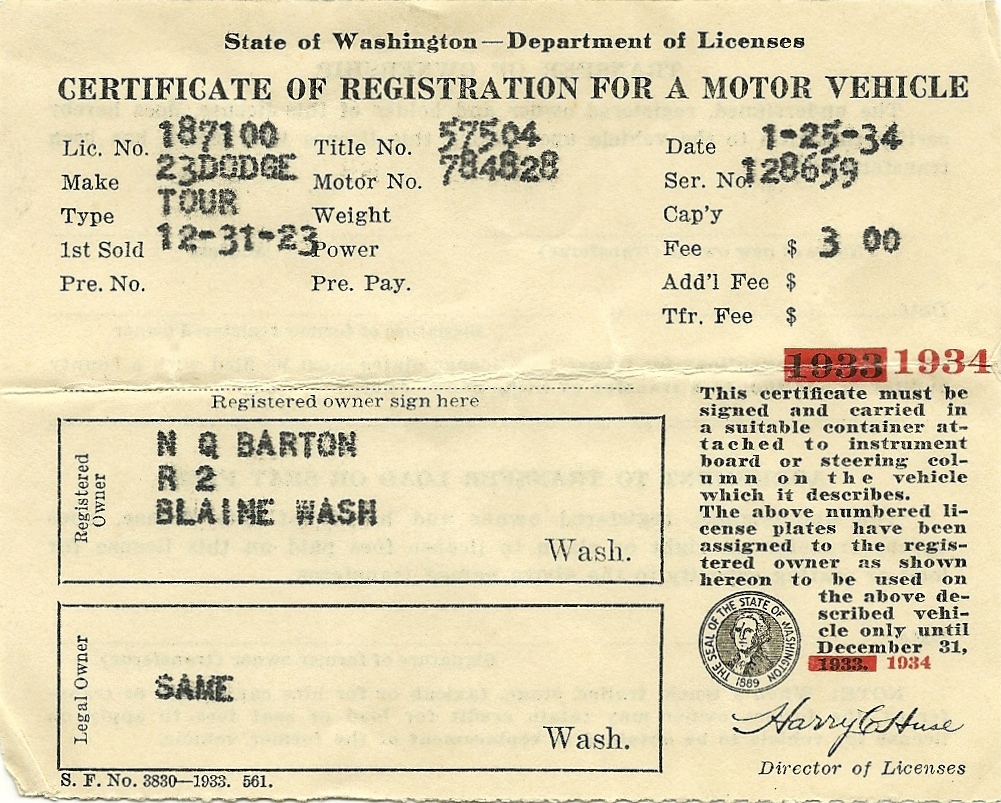 State of Washington—Department of Licenses
CERTIFICATE OF REGISTRATION FOR A MOTOR VEHICLE
Lic. No. 187100 Title No. 57504 Date 1-25-34
Make 23DODGE Motor No. 784828 Ser. No. 128659
Type TOUR Weight Cap'y
1st Sold 12-31-23 Power Fee $ 3 00
Pre. No. Pre. Pay. Add'l Fee $
Tfr. Fee $
1933 1934
Registered owner sign here
Registered Owner
N Q BARTON
R 2
BLAINE WASH
Wash.
Legal Owner
SAME
Wash.
S. F. No. 3830—1933. 561.
This certificate must be
signed and carried in
a suitable container at-
tached to instrument
board or steering col-
umn on the vehicle
which it describes.
The above numbered li-
cense plates have been
assigned to the regis-
tered owner as shown
hereon to be used on
the above de-
scribed vehi-
cle only until
December 31,
1933. 1934
THE SEAL OF THE STATE OF WASHINGTON
1889
Harry C Huse
Director of Licenses